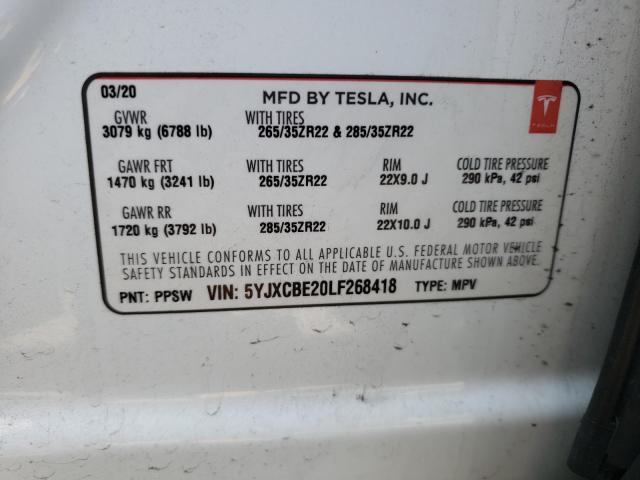 03/20 MFD BY TESLA, INC.
GVWR WITH TIRES
3079 kg (6788 lb) 265/35ZR22 & 285/35ZR22
TESLA
GAWR FRT WITH TIRES RIM COLD TIRE PRESSURE
1470 kg (3241 lb) 265/35ZR22 22X9.0 J 290 kPa, 42 psi
GAWR RR WITH TIRES RIM COLD TIRE PRESSURE
1720 kg (3792 lb) 285/35ZR22 22X10.0 J 290 kPa, 42 psi
THIS VEHICLE CONFORMS TO ALL APPLICABLE U.S. FEDERAL MOTOR VEHICLE
SAFETY STANDARDS IN EFFECT ON THE DATE OF MANUFACTURE SHOWN ABOVE.
PNT: PPSW VIN: 5YJXCBE20LF268418 TYPE: MPV